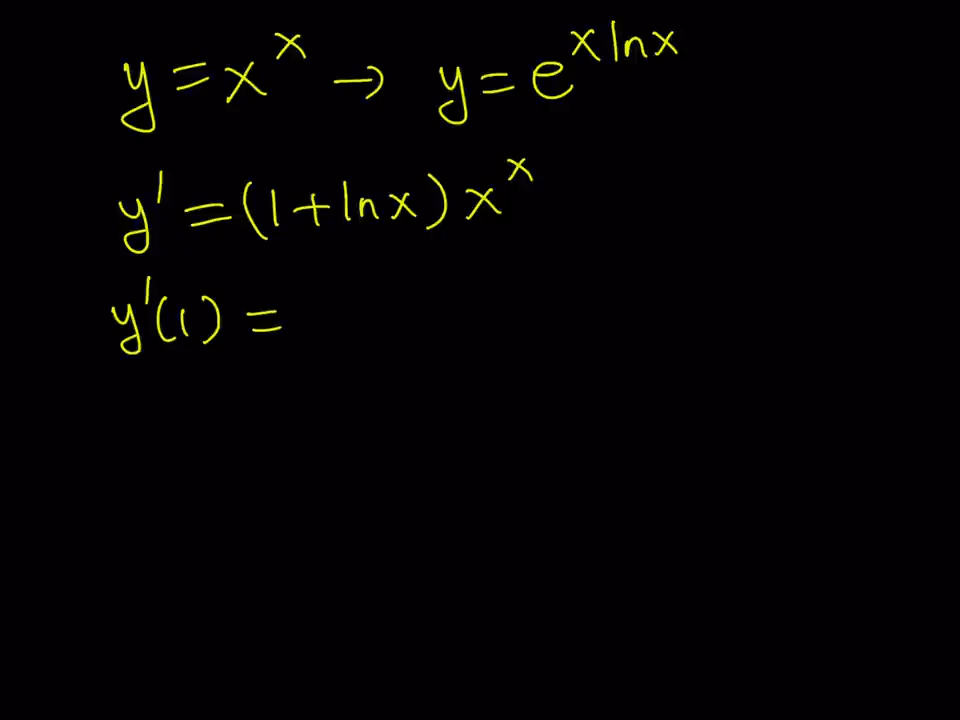 y = x^x → y = e^{x ln x}
y' = (1 + ln x) x^x
y'(1) =